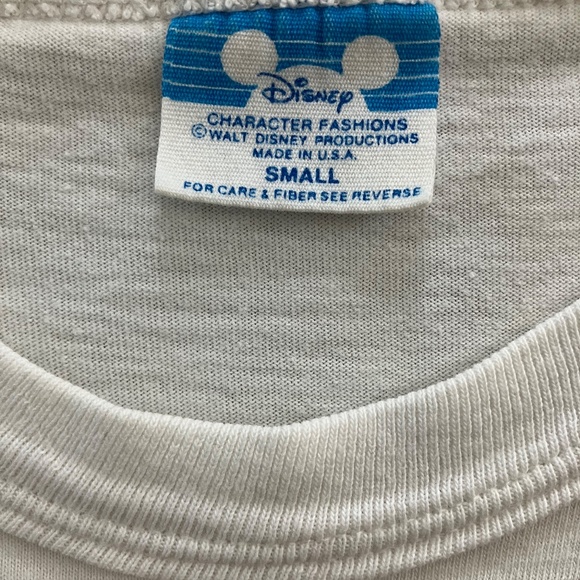 Disney
CHARACTER FASHIONS
©WALT DISNEY PRODUCTIONS
MADE IN U.S.A.
SMALL
FOR CARE & FIBER SEE REVERSE